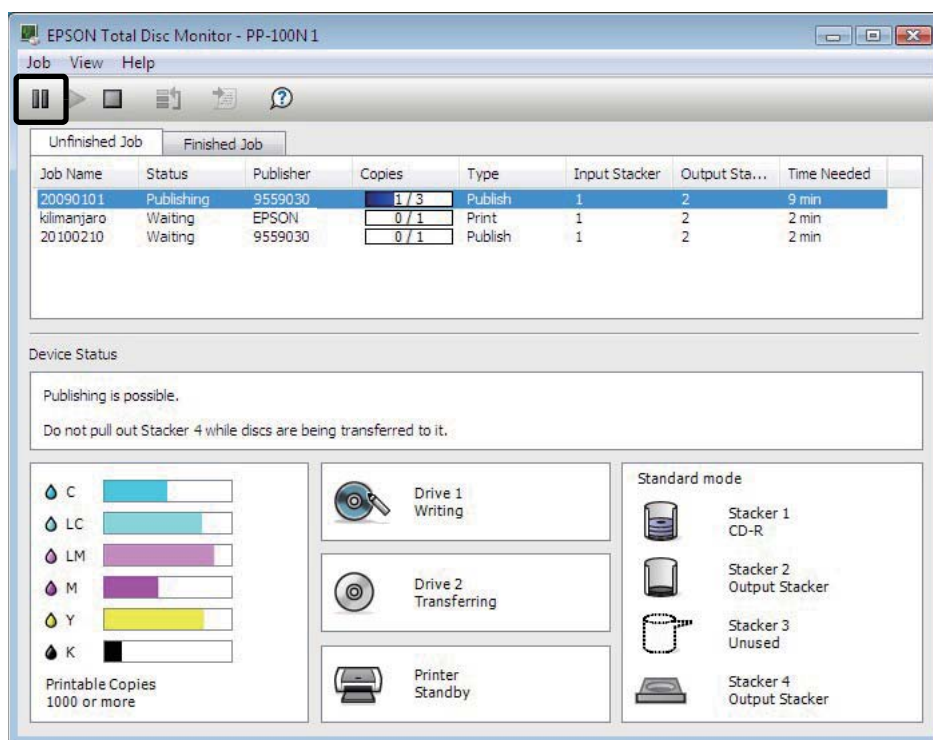 EPSON Total Disc Monitor - PP-100N 1
Job View Help
Unfinished Job Finished Job
Job Name Status Publisher Copies Type Input Stacker Output Sta... Time Needed
20090101 Publishing 9559030 1 / 3 Publish 1 2 9 min
kilimanjaro Waiting EPSON 0 / 1 Print 1 2 2 min
20100210 Waiting 9559030 0 / 1 Publish 1 2 2 min
Device Status
Publishing is possible.
Do not pull out Stacker 4 while discs are being transferred to it.
C
LC
LM
M
Y
K
Printable Copies
1000 or more
Drive 1
Writing
Drive 2
Transferring
Printer
Standby
Standard mode
Stacker 1
CD-R
Stacker 2
Output Stacker
Stacker 3
Unused
Stacker 4
Output Stacker